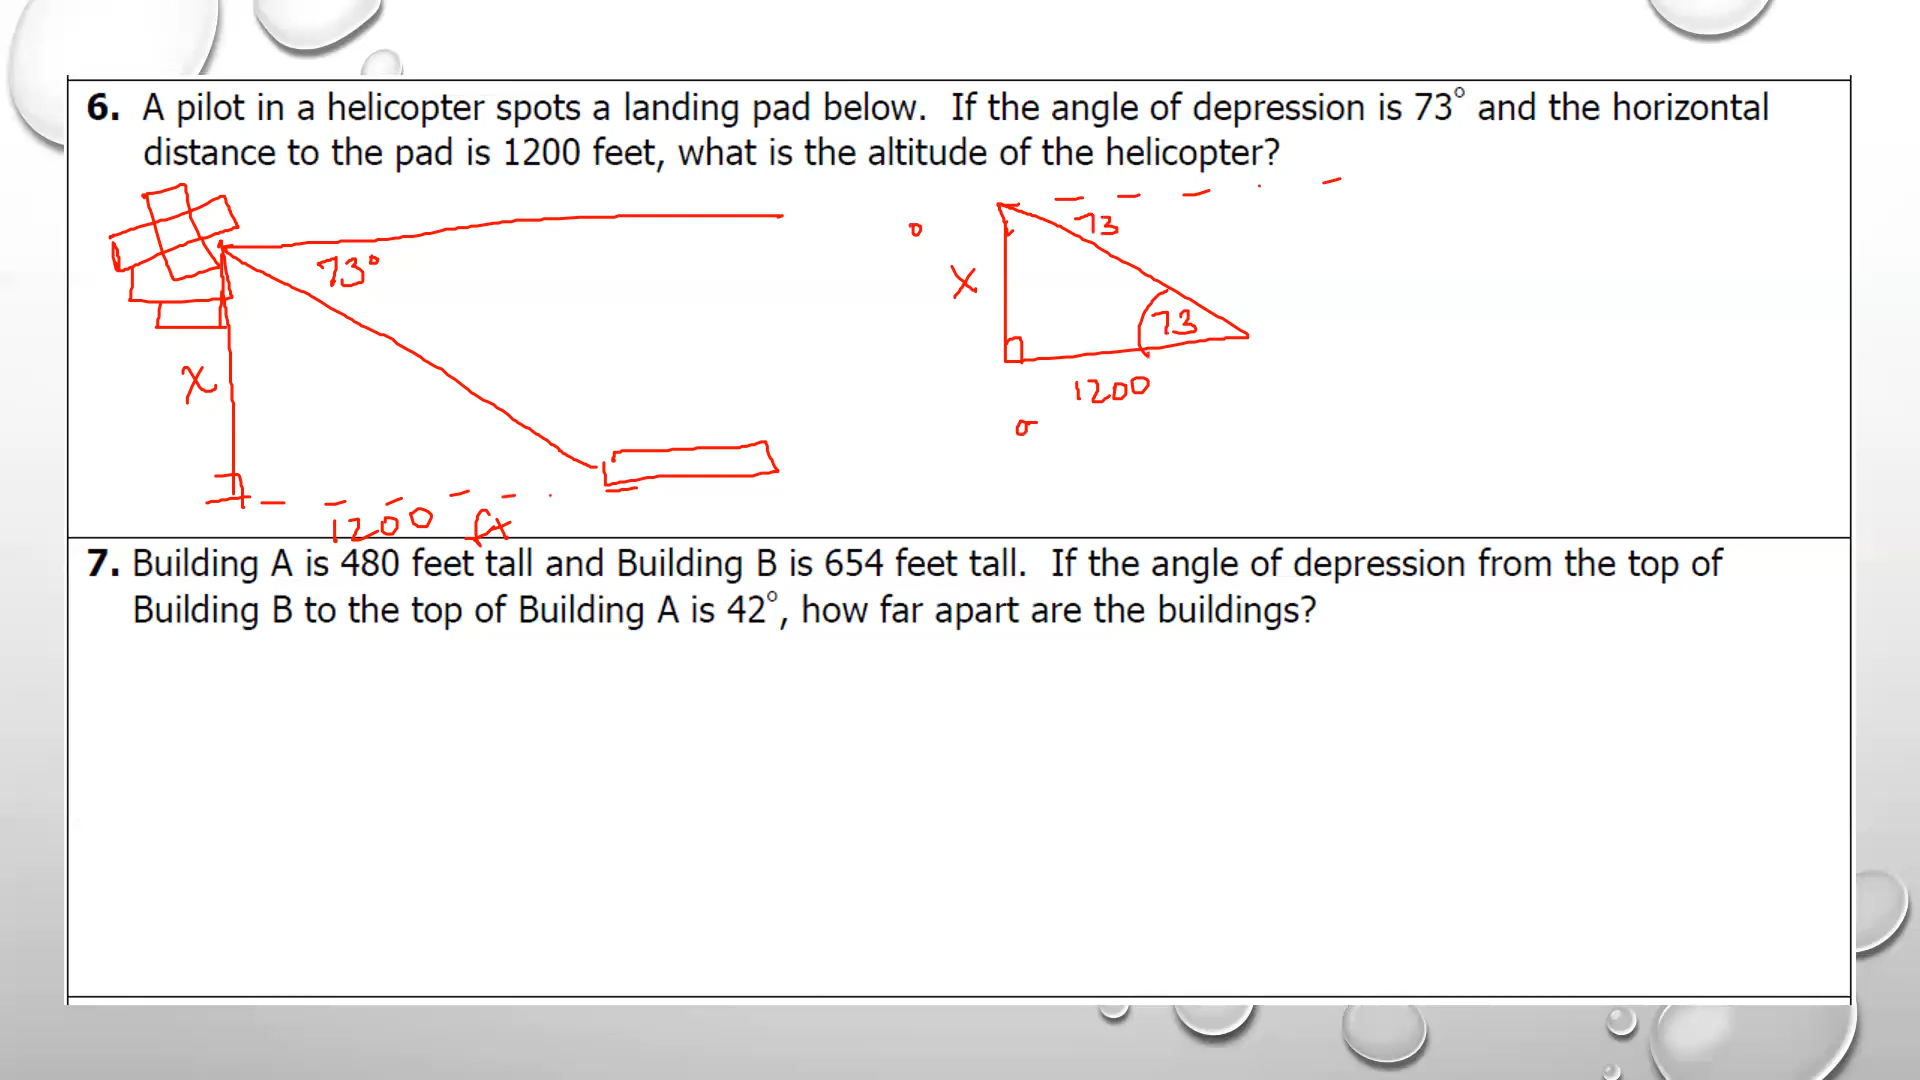 6. A pilot in a helicopter spots a landing pad below. If the angle of depression is 73° and the horizontal
distance to the pad is 1200 feet, what is the altitude of the helicopter?
73°
x
1200 ft
o
73
x
73
1200
a
7. Building A is 480 feet tall and Building B is 654 feet tall. If the angle of depression from the top of
Building B to the top of Building A is 42°, how far apart are the buildings?